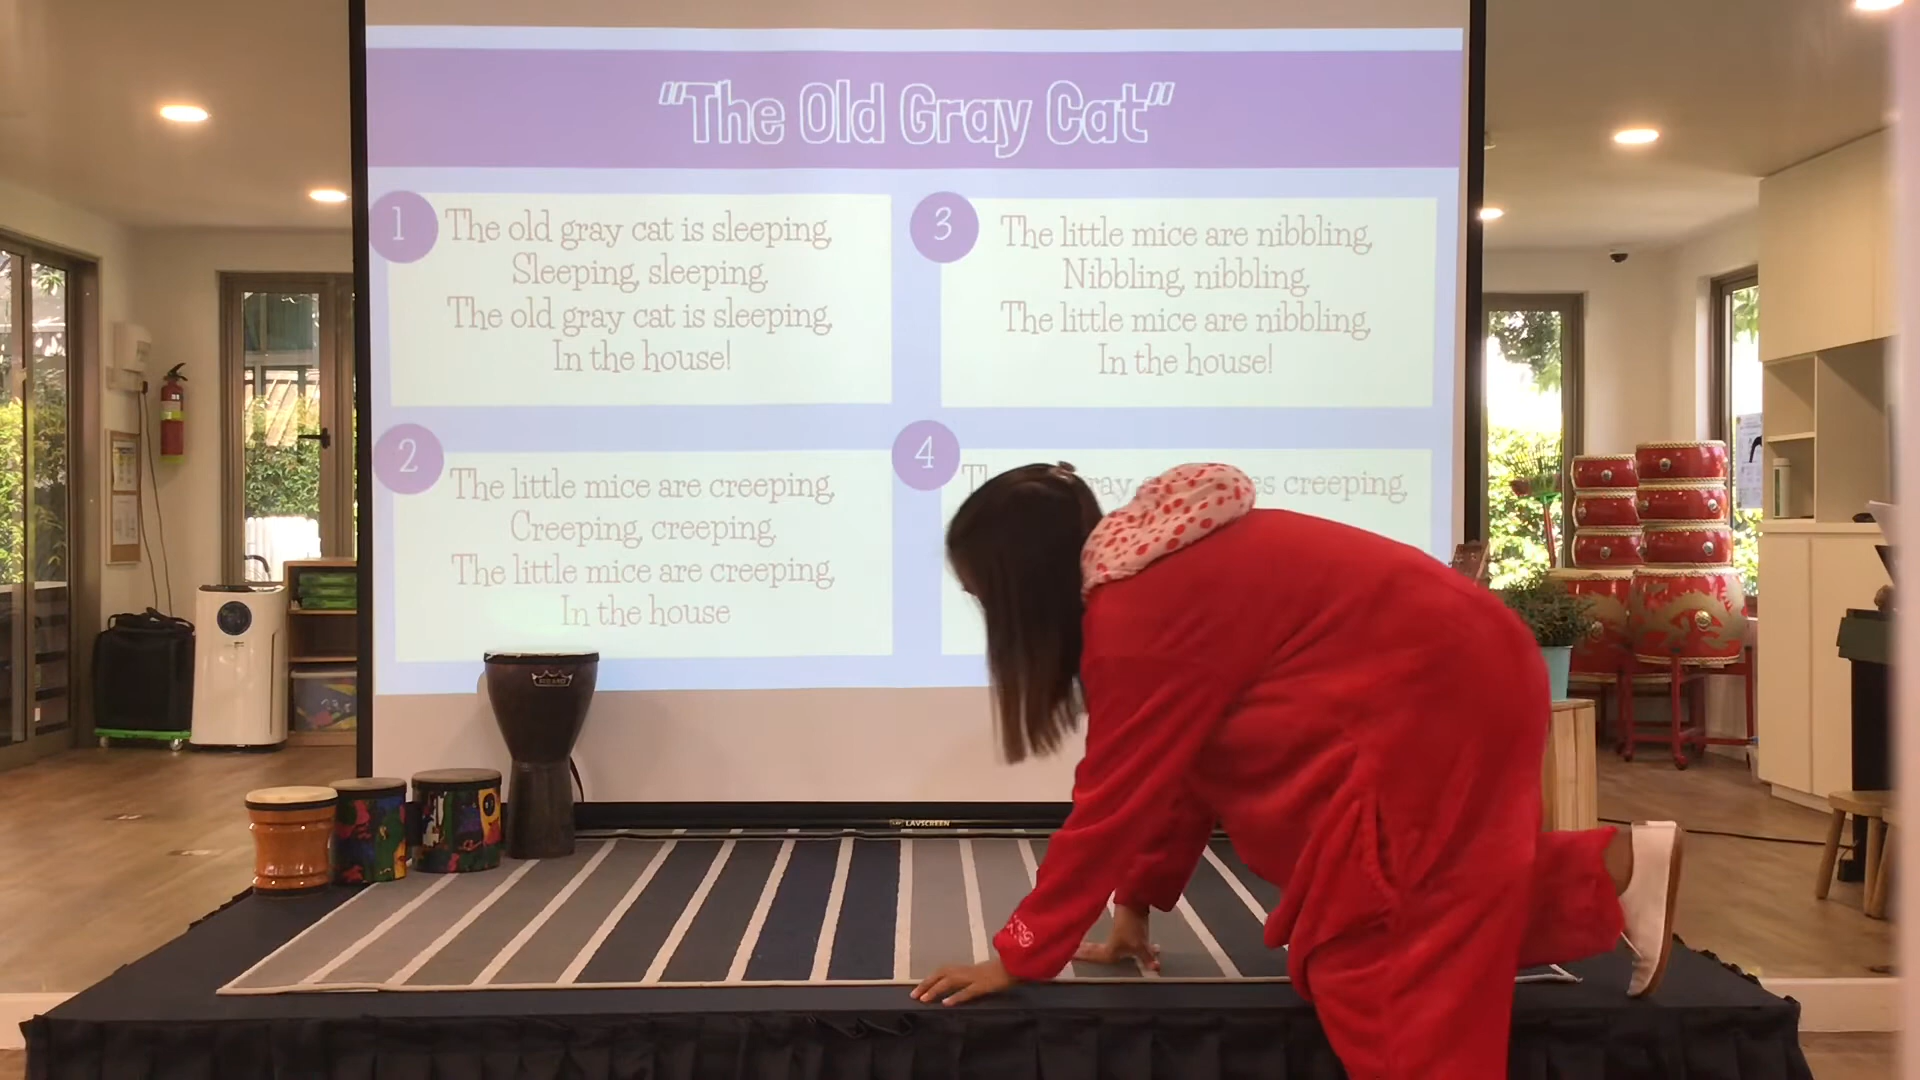 "The Old Gray Cat"
1
The old gray cat is sleeping,
Sleeping, sleeping.
The old gray cat is sleeping,
In the house!
2
The little mice are creeping,
Creeping, creeping.
The little mice are creeping,
In the house
3
The little mice are nibbling,
Nibbling, nibbling.
The little mice are nibbling,
In the house!
4
creeping,
LAVSCREEN